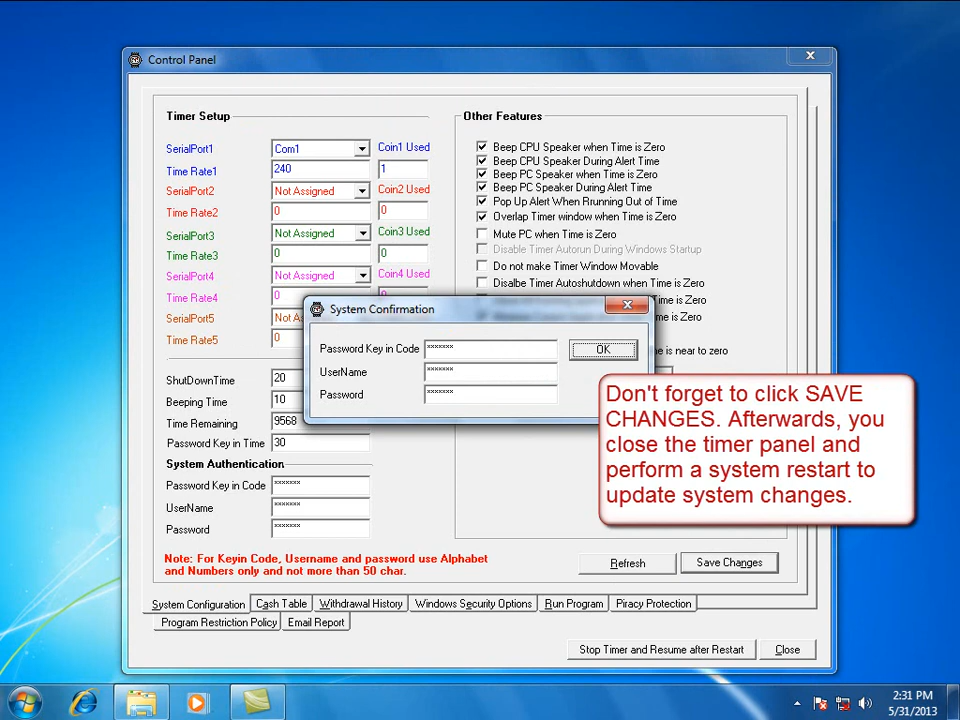 Control Panel
Timer Setup
SerialPort1 Com1 Coin1 Used
Time Rate1 240 1
SerialPort2 Not Assigned Coin2 Used
Time Rate2 0 0
SerialPort3 Not Assigned Coin3 Used
Time Rate3 0 0
SerialPort4 Not Assigned Coin4 Used
Time Rate4 0
SerialPort5 Not As
Time Rate5 0
ShutDownTime 20
Beeping Time 10
Time Remaining 9568
Password Key in Time 30
System Authentication
Password Key in Code *******
UserName *******
Password *******
Note: For Keyin Code, Username and password use Alphabet
and Numbers only and not more than 50 char.
Other Features
Beep CPU Speaker when Time is Zero
Beep CPU Speaker During Alert Time
Beep PC Speaker when Time is Zero
Beep PC Speaker During Alert Time
Pop Up Alert When Rrunning Out of Time
Overlap Timer window when Time is Zero
Mute PC when Time is Zero
Disable Timer Autorun During Windows Startup
Do not make Timer Window Movable
Disalbe Timer Autoshutdown when Time is Zero
Time is Zero
e is Zero
e is near to zero
System Confirmation
Password Key in Code *******
OK
UserName *******
Password *******
Don't forget to click SAVE
CHANGES. Afterwards, you
close the timer panel and
perform a system restart to
update system changes.
Refresh Save Changes
System Configuration Cash Table Withdrawal History Windows Security Options Run Program Piracy Protection
Program Restriction Policy Email Report
Stop Timer and Resume after Restart Close
2:31 PM
5/31/2013